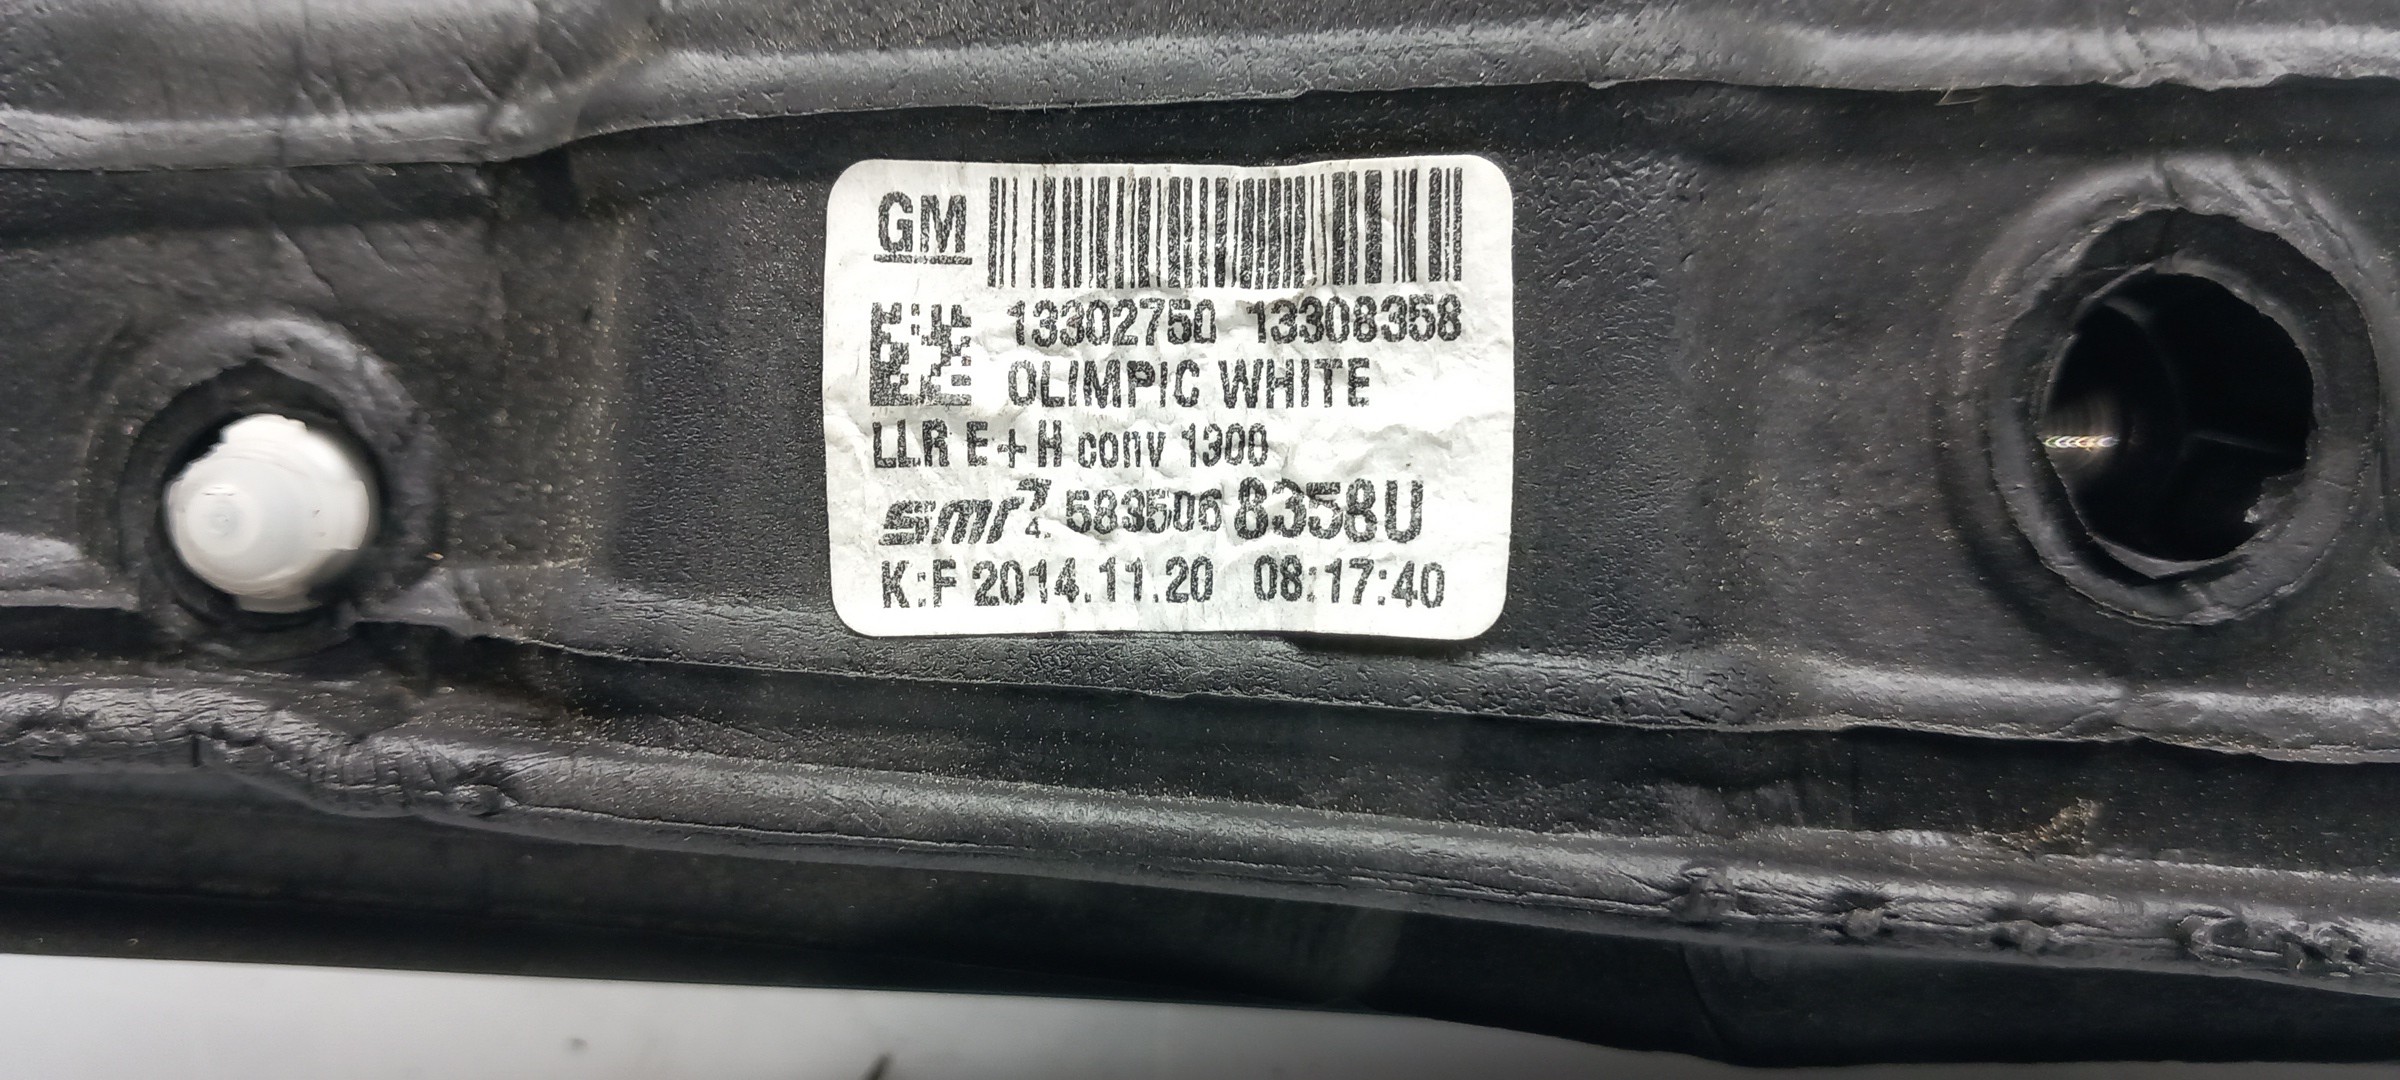 GM
13302750 13308358
OLIMPIC WHITE
LLR E+H conv 1300
smr 583506 8358U
K:F 2014.11.20 08:17:40